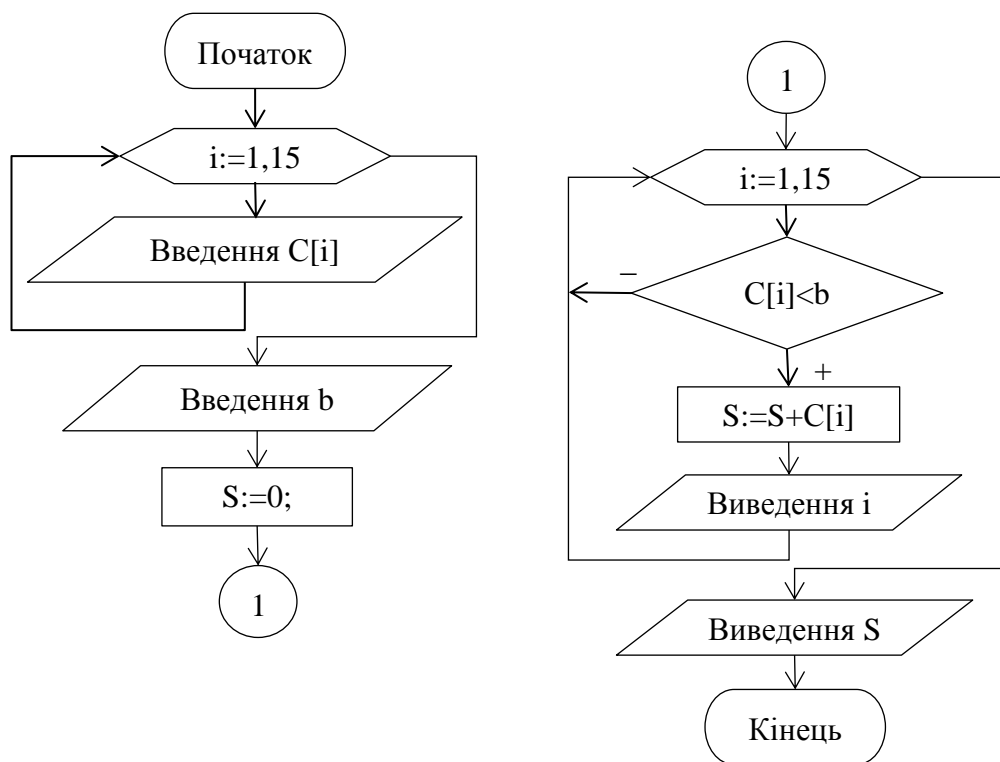 Початок
i:=1,15
Введення C[i]
Введення b
S:=0;
1
1
i:=1,15
C[i]<b
–
+
S:=S+C[i]
Виведення i
Виведення S
Кінець